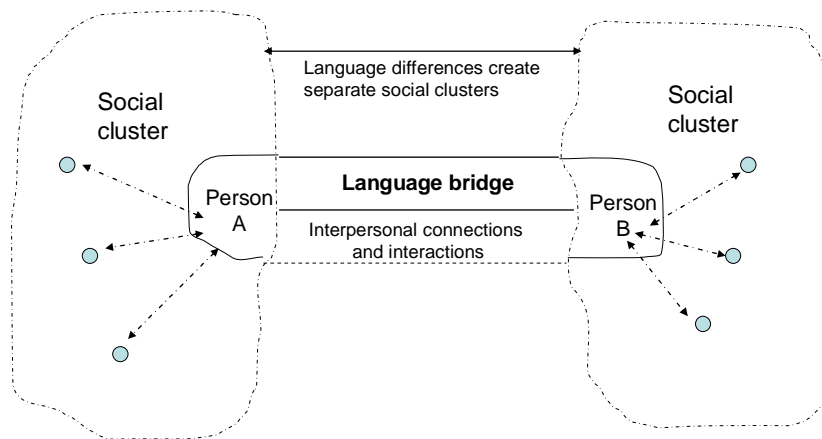 Language differences create
separate social clusters
Social
cluster
Social
cluster
Language bridge
Person
A
Person
B
Interpersonal connections
and interactions